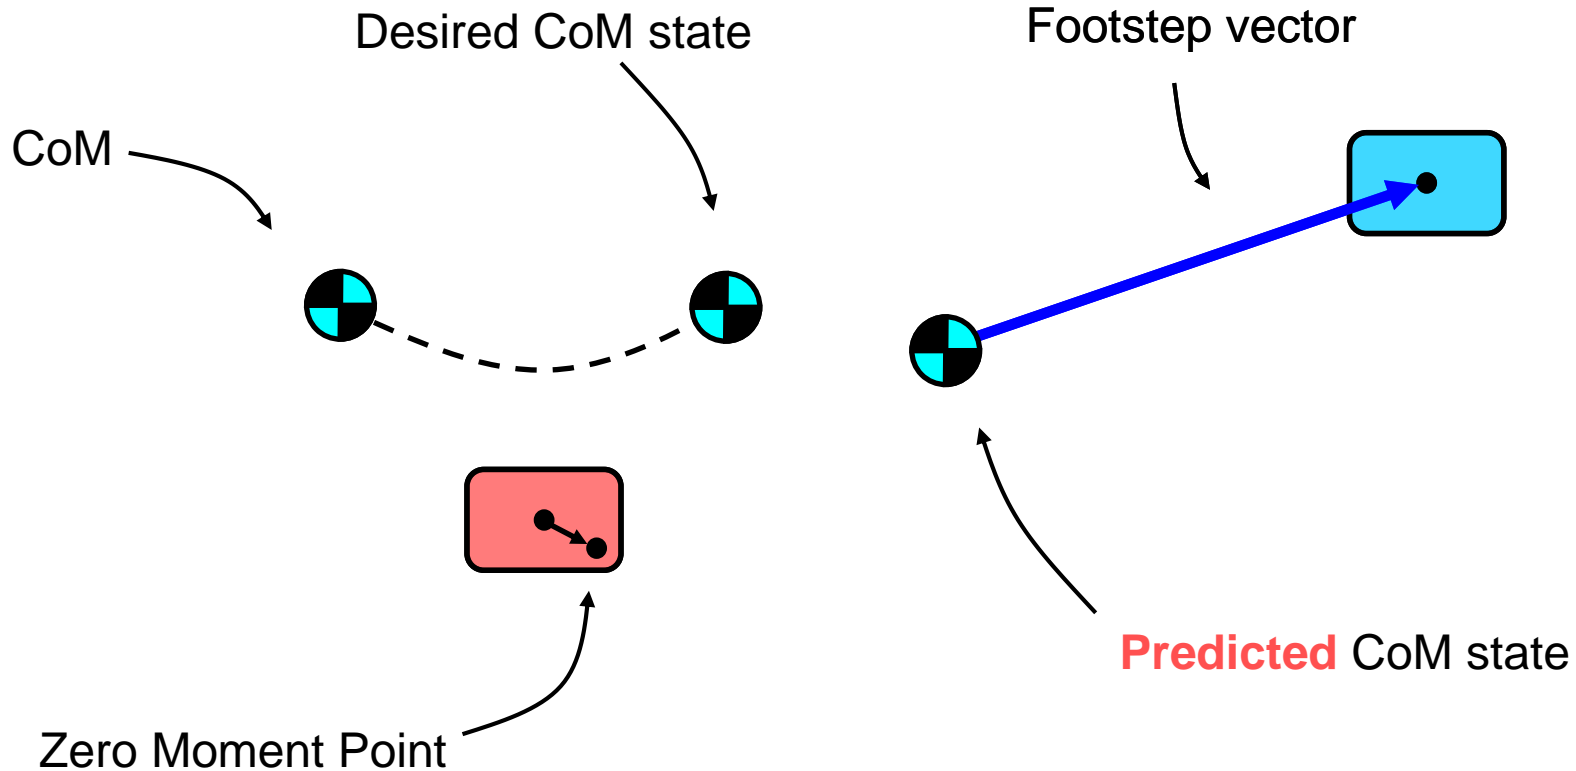 Desired CoM state
Footstep vector
CoM
Predicted CoM state
Zero Moment Point